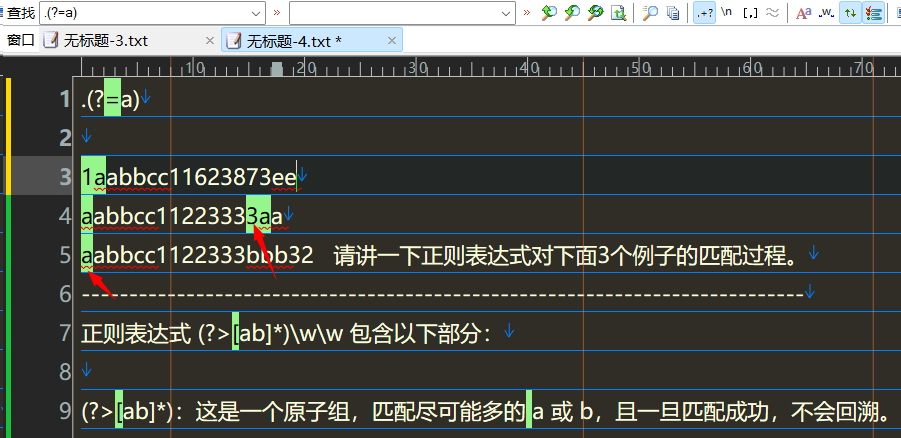 查找 .(?=a) » » .+? \n [,] ≈ Aa .w.
窗口 无标题-3.txt × 无标题-4.txt * ×
10 20 30 40 50 60 70
1 .(?=a)↓
2 ↓
3 1aabbcc11623873ee↓
4 aabbcc11223333aa↓
5 aabbcc1122333bbb32 请讲一下正则表达式对下面3个例子的匹配过程。↓
6 --------------------------------------------------------------------------------↓
7 正则表达式 (?>[ab]*)\w\w 包含以下部分：↓
8 ↓
9 (?>[ab]*)：这是一个原子组，匹配尽可能多的 a 或 b，且一旦匹配成功，不会回溯。